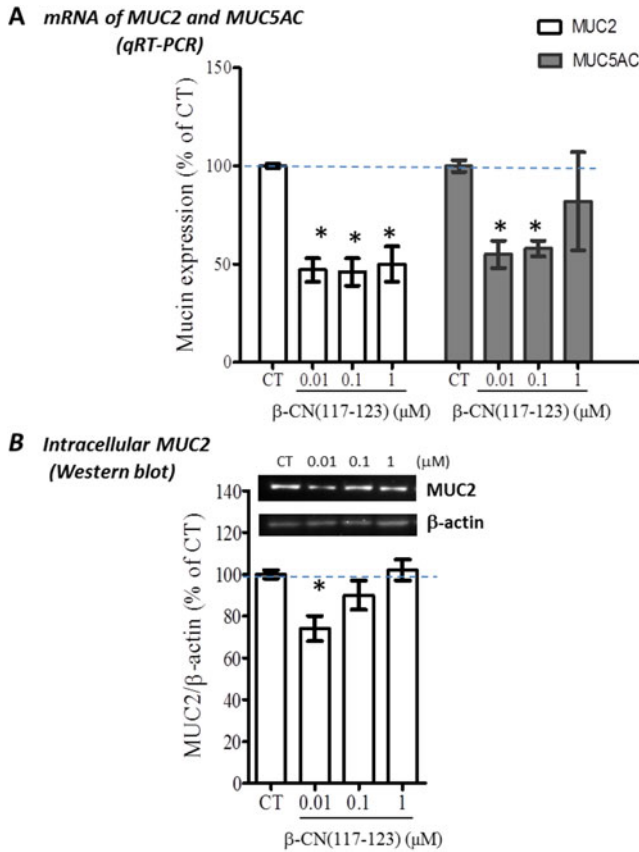 A mRNA of MUC2 and MUC5AC
(qRT-PCR)
MUC2
MUC5AC
Mucin expression (% of CT)
150
100
50
0
* * * * *
CT 0.01 0.1 1 CT 0.01 0.1 1
β-CN(117-123) (μM) β-CN(117-123) (μM)
B Intracellular MUC2
(Western blot)
CT 0.01 0.1 1 (μM)
MUC2
β-actin
MUC2/β-actin (% of CT)
140
120
100
80
60
40
20
0
*
CT 0.01 0.1 1
β-CN(117-123) (μM)